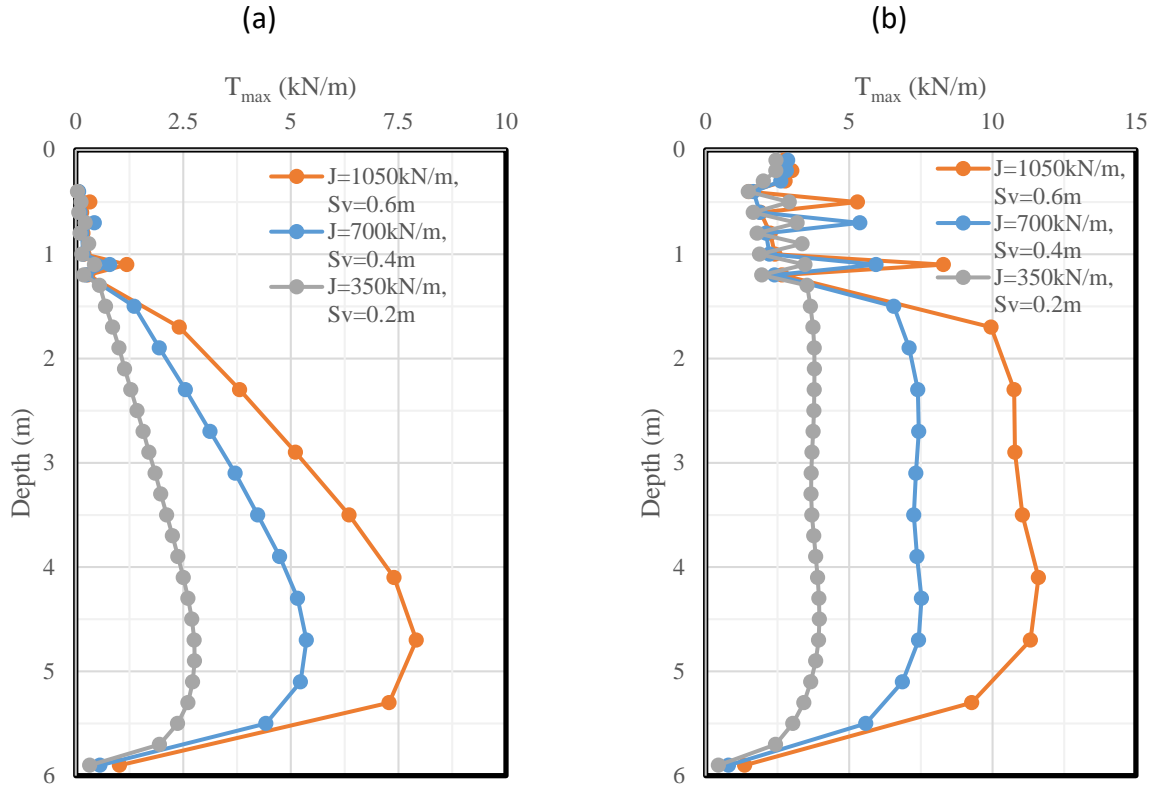 (a)
T_max (kN/m)
0 2.5 5 7.5 10
0
1
2
3
4
5
6
Depth (m)
J=1050kN/m,
Sv=0.6m
J=700kN/m,
Sv=0.4m
J=350kN/m,
Sv=0.2m
(b)
T_max (kN/m)
0 5 10 15
0
1
2
3
4
5
6
Depth (m)
J=1050kN/m,
Sv=0.6m
J=700kN/m,
Sv=0.4m
J=350kN/m,
Sv=0.2m